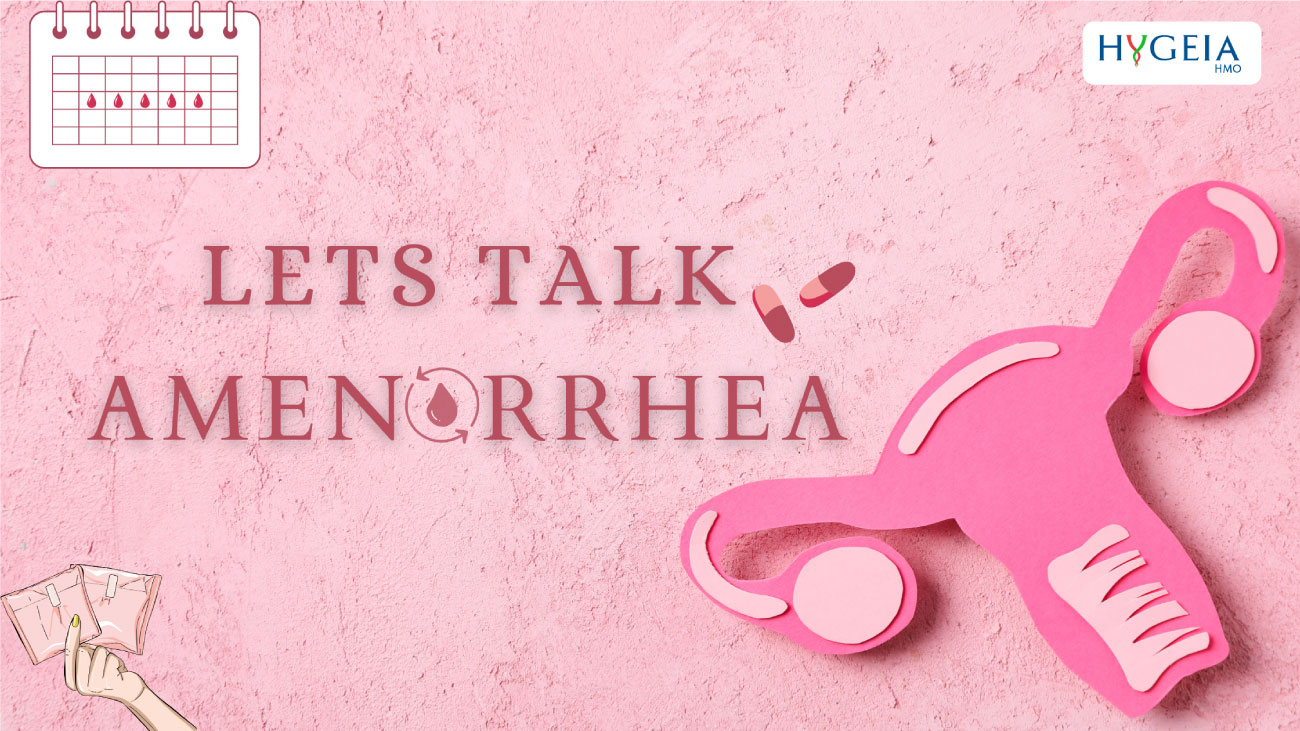 HYGEIA
HMO
LETS TALK
AMENORRHEA